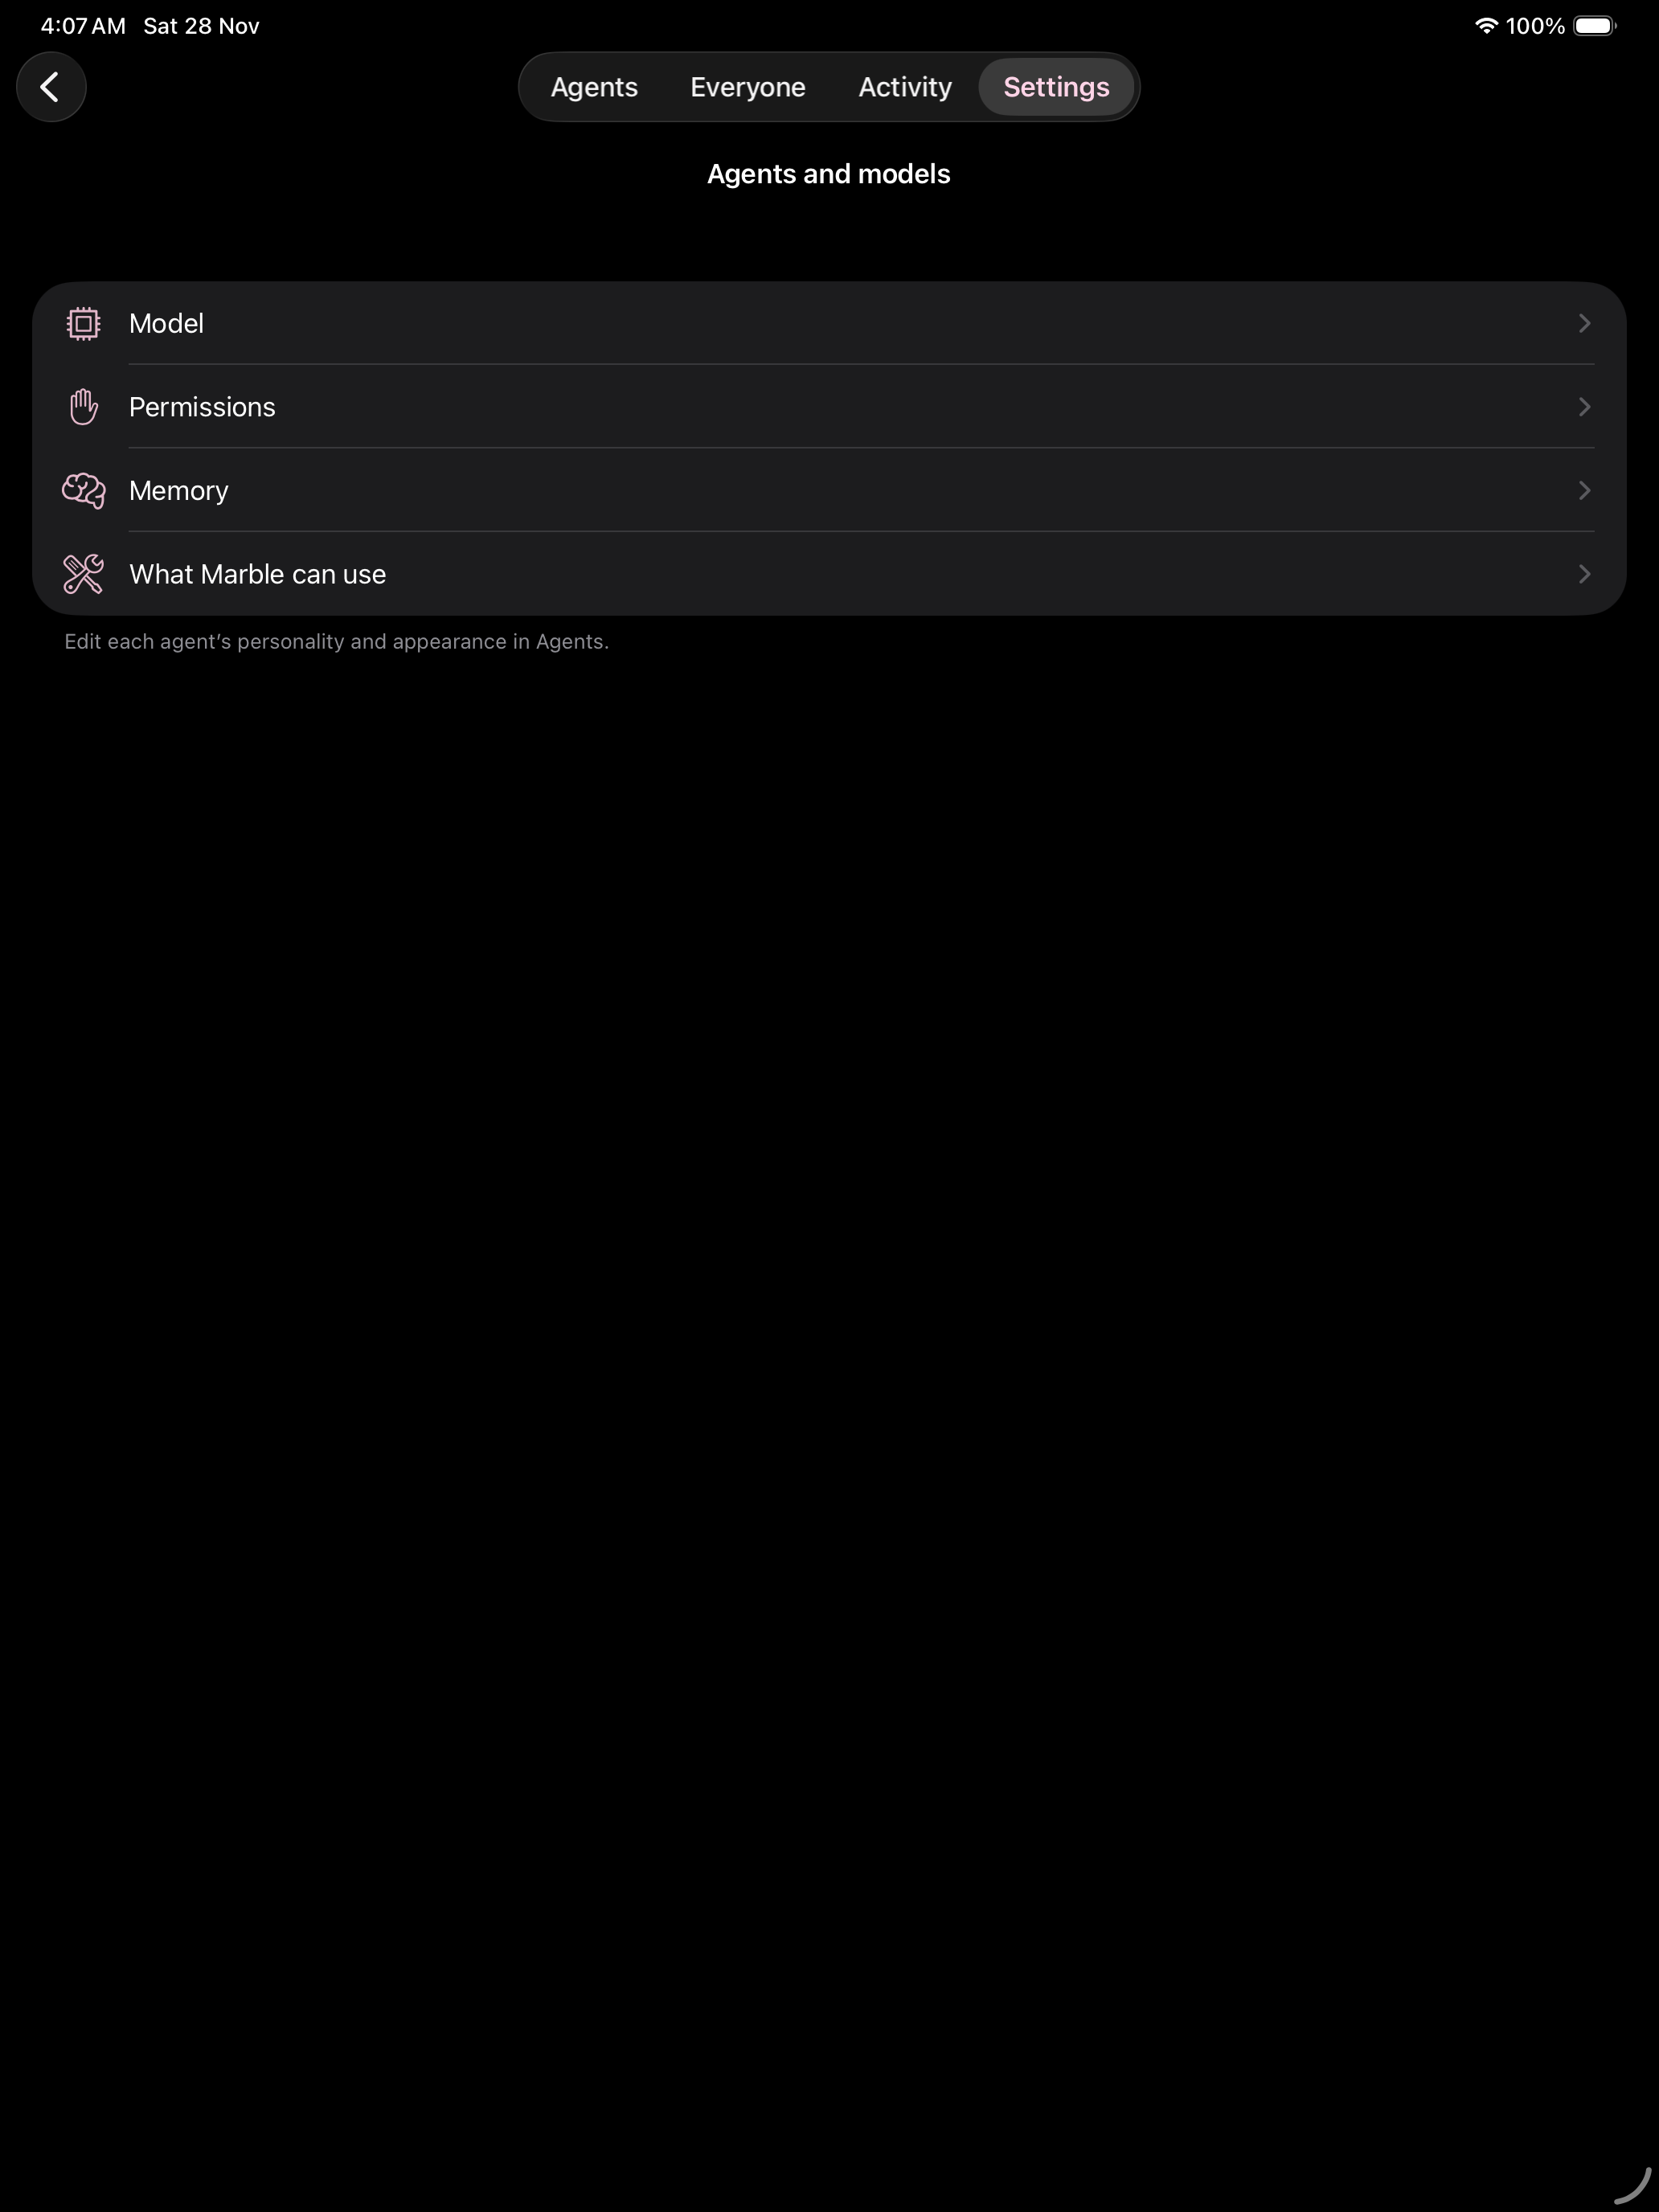 4:07 AM Sat 28 Nov
100%
Agents Everyone Activity Settings
Agents and models
Model
Permissions
Memory
What Marble can use
Edit each agent’s personality and appearance in Agents.